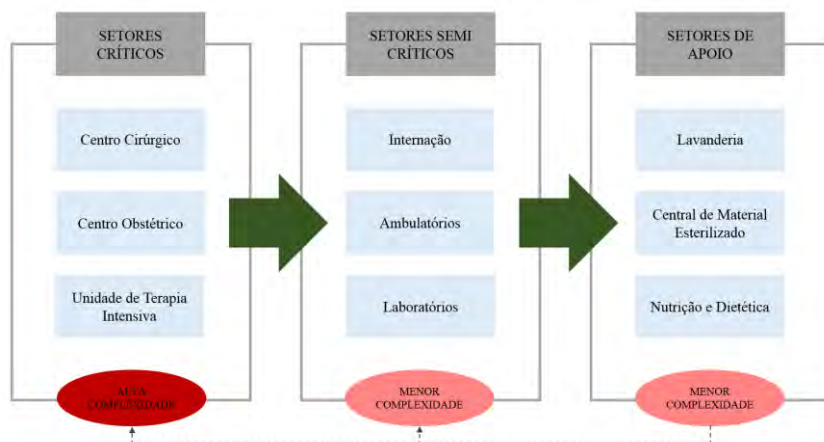 SETORES
CRÍTICOS
Centro Cirúrgico
Centro Obstétrico
Unidade de Terapia
Intensiva
ALTA
COMPLEXIDADE
SETORES SEMI
CRÍTICOS
Internação
Ambulatórios
Laboratórios
MENOR
COMPLEXIDADE
SETORES DE
APOIO
Lavanderia
Central de Material
Esterilizado
Nutrição e Dietética
MENOR
COMPLEXIDADE